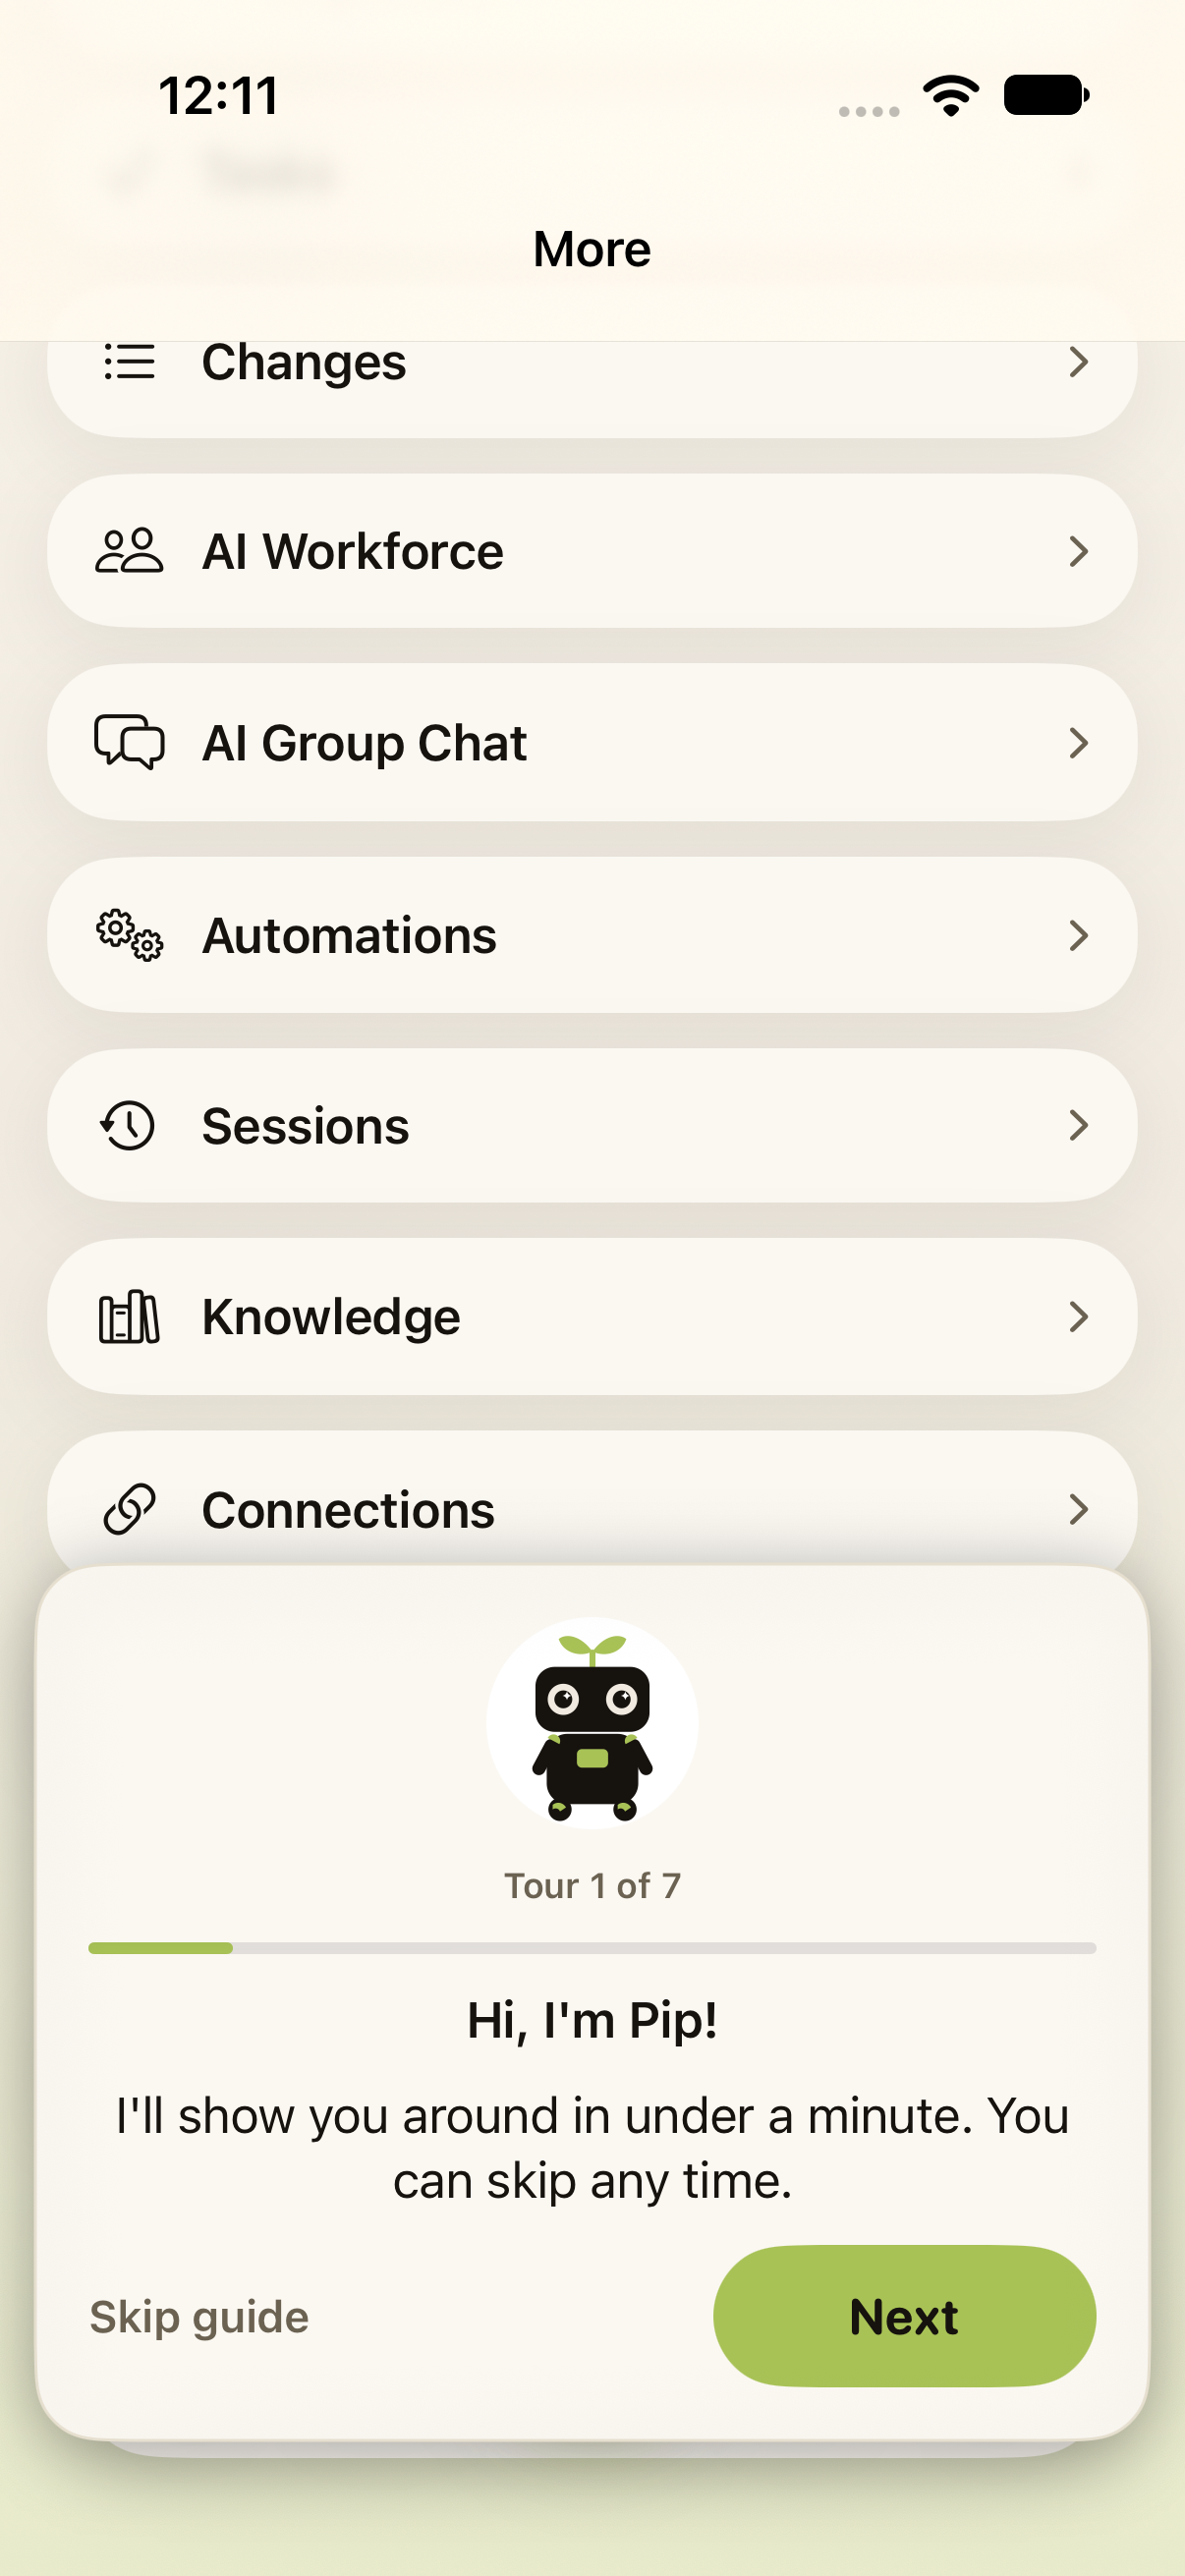 12:11
Tasks
More
Changes
AI Workforce
AI Group Chat
Automations
Sessions
Knowledge
Connections
Tour 1 of 7
Hi, I'm Pip!
I'll show you around in under a minute. You
can skip any time.
Skip guide
Next